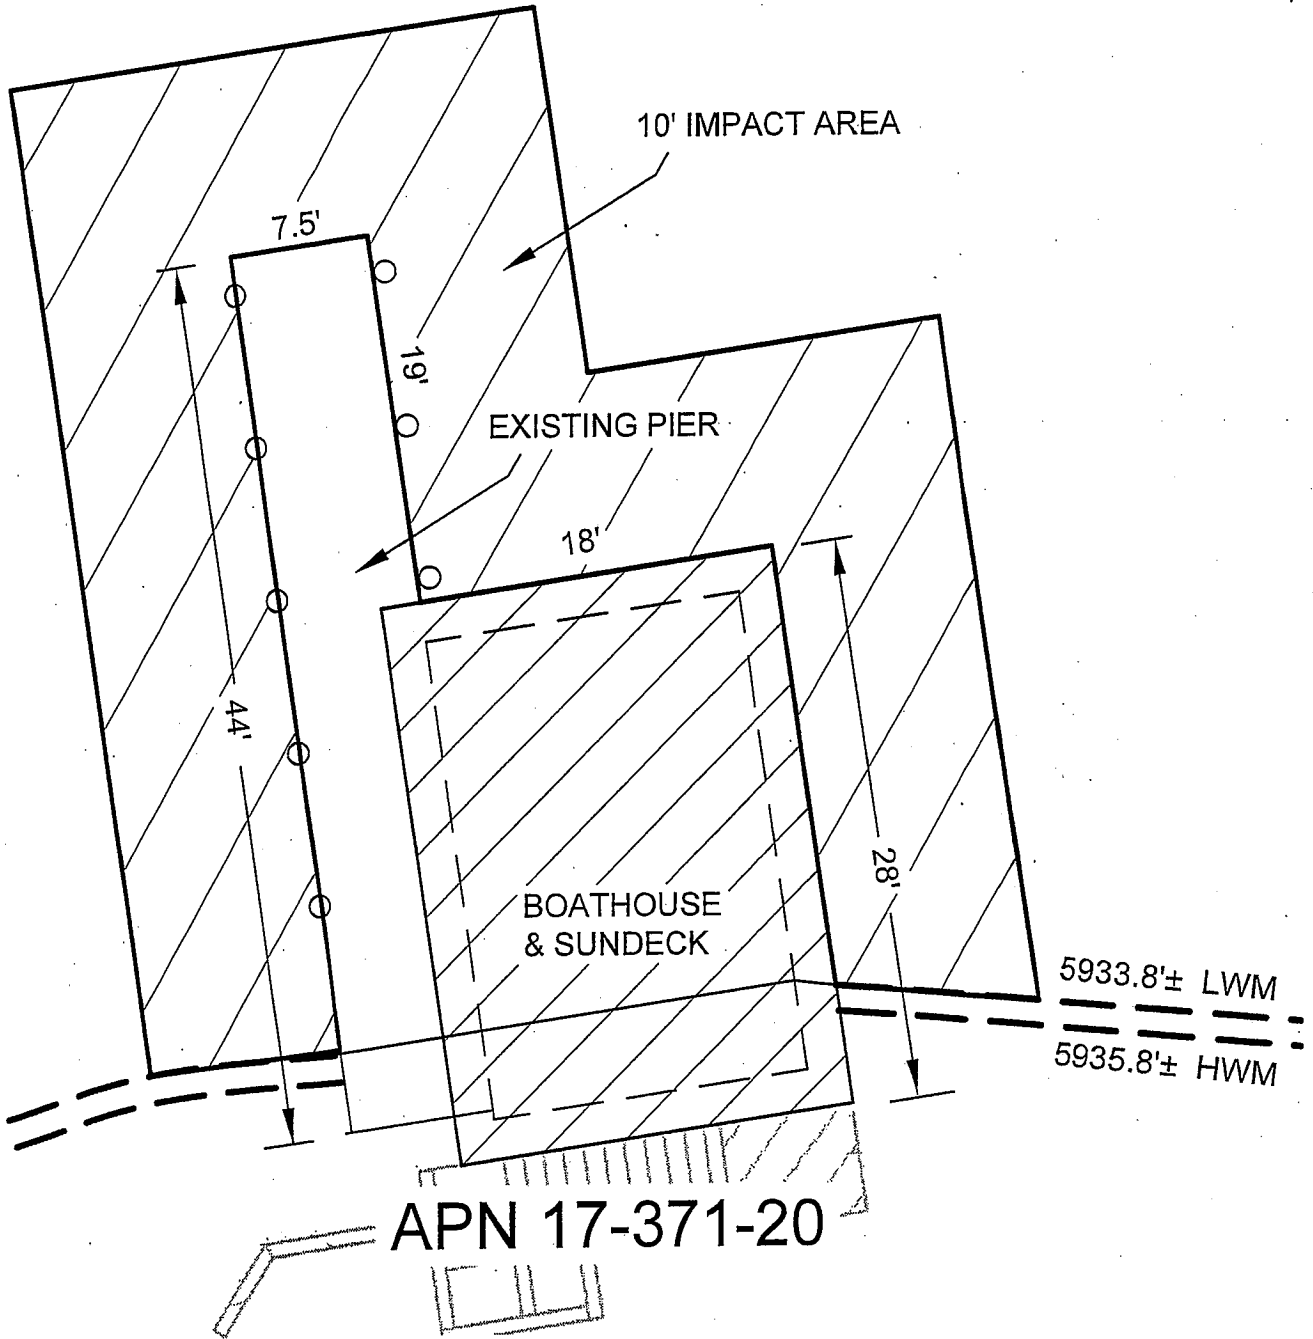 10' IMPACT AREA
7.5'
19'
EXISTING PIER
18'
44'
28'
BOATHOUSE
& SUNDECK
5933.8'± LWM
5935.8'± HWM
APN 17-371-20